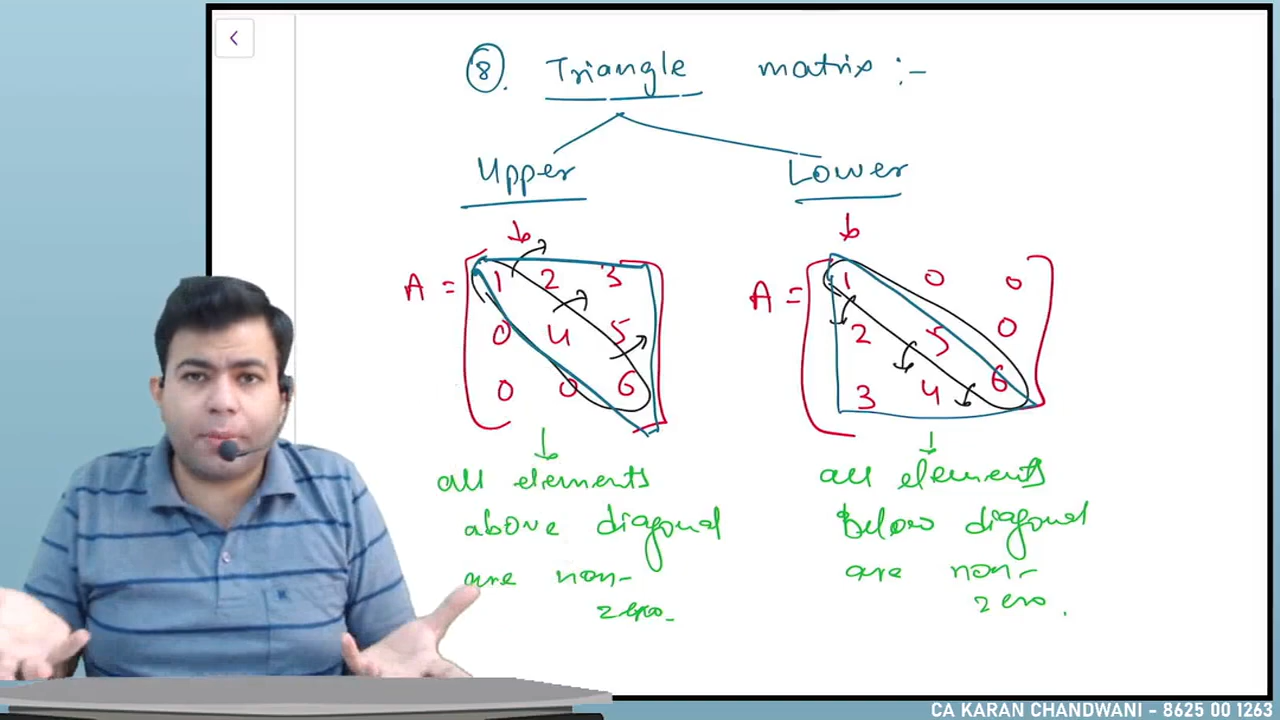 8. Triangle matrix :-
Upper Lower
A = 1 2 3
0 4 5
0 0 6
A = 1 0 0
2 5 0
3 4 6
all elements
above diagonal
are non-
zero.
all elements
Below diagonal
are non-
zero.
CA KARAN CHANDWANI - 8625 00 1263